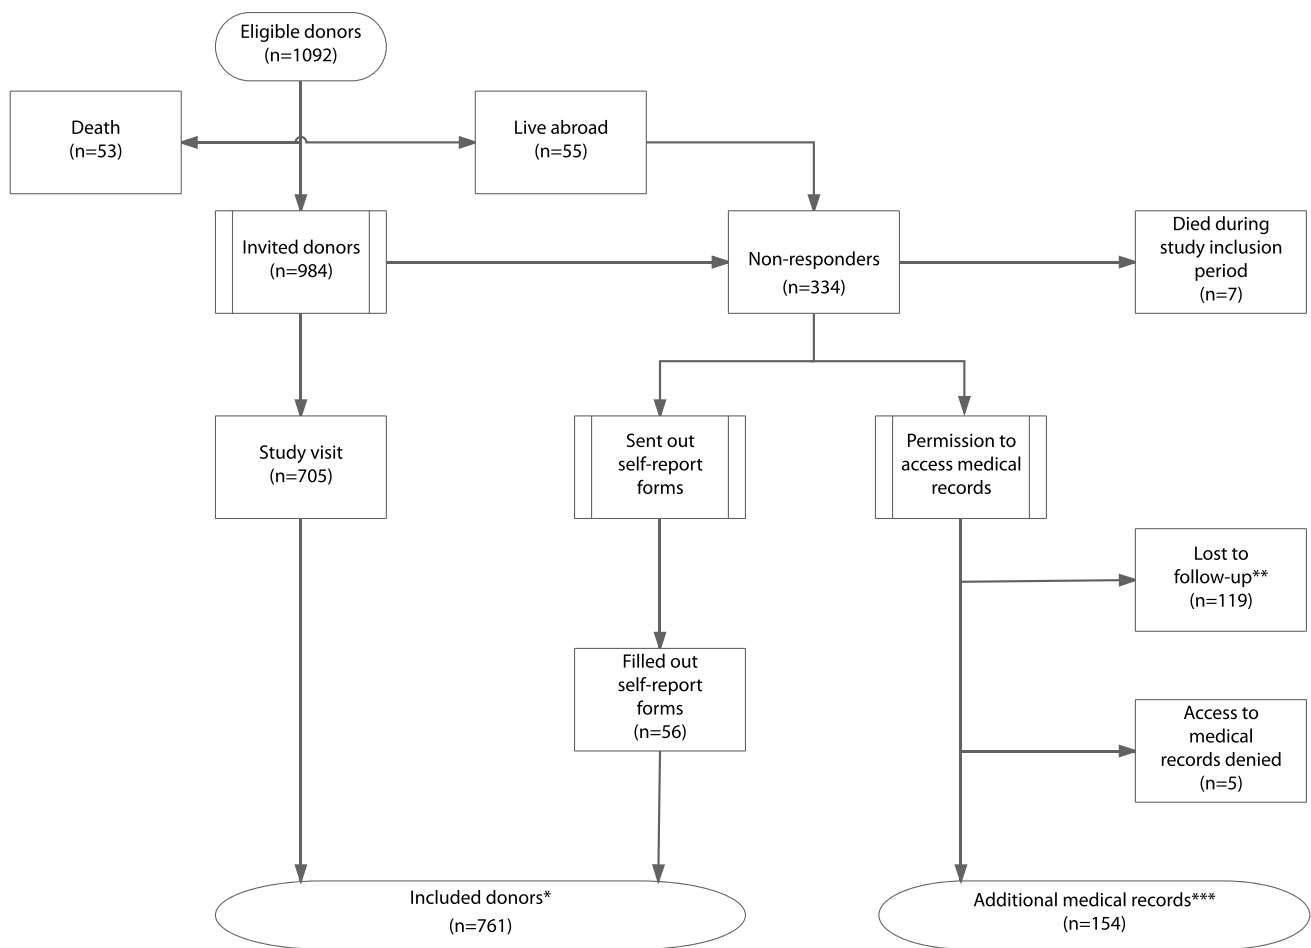 Eligible donors
(n=1092)
Death
(n=53)
Live abroad
(n=55)
Invited donors
(n=984)
Non-responders
(n=334)
Died during
study inclusion
period
(n=7)
Study visit
(n=705)
Sent out
self-report
forms
Permission to
access medical
records
Lost to
follow-up**
(n=119)
Filled out
self-report
forms
(n=56)
Access to
medical
records denied
(n=5)
Included donors*
(n=761)
Additional medical records***
(n=154)